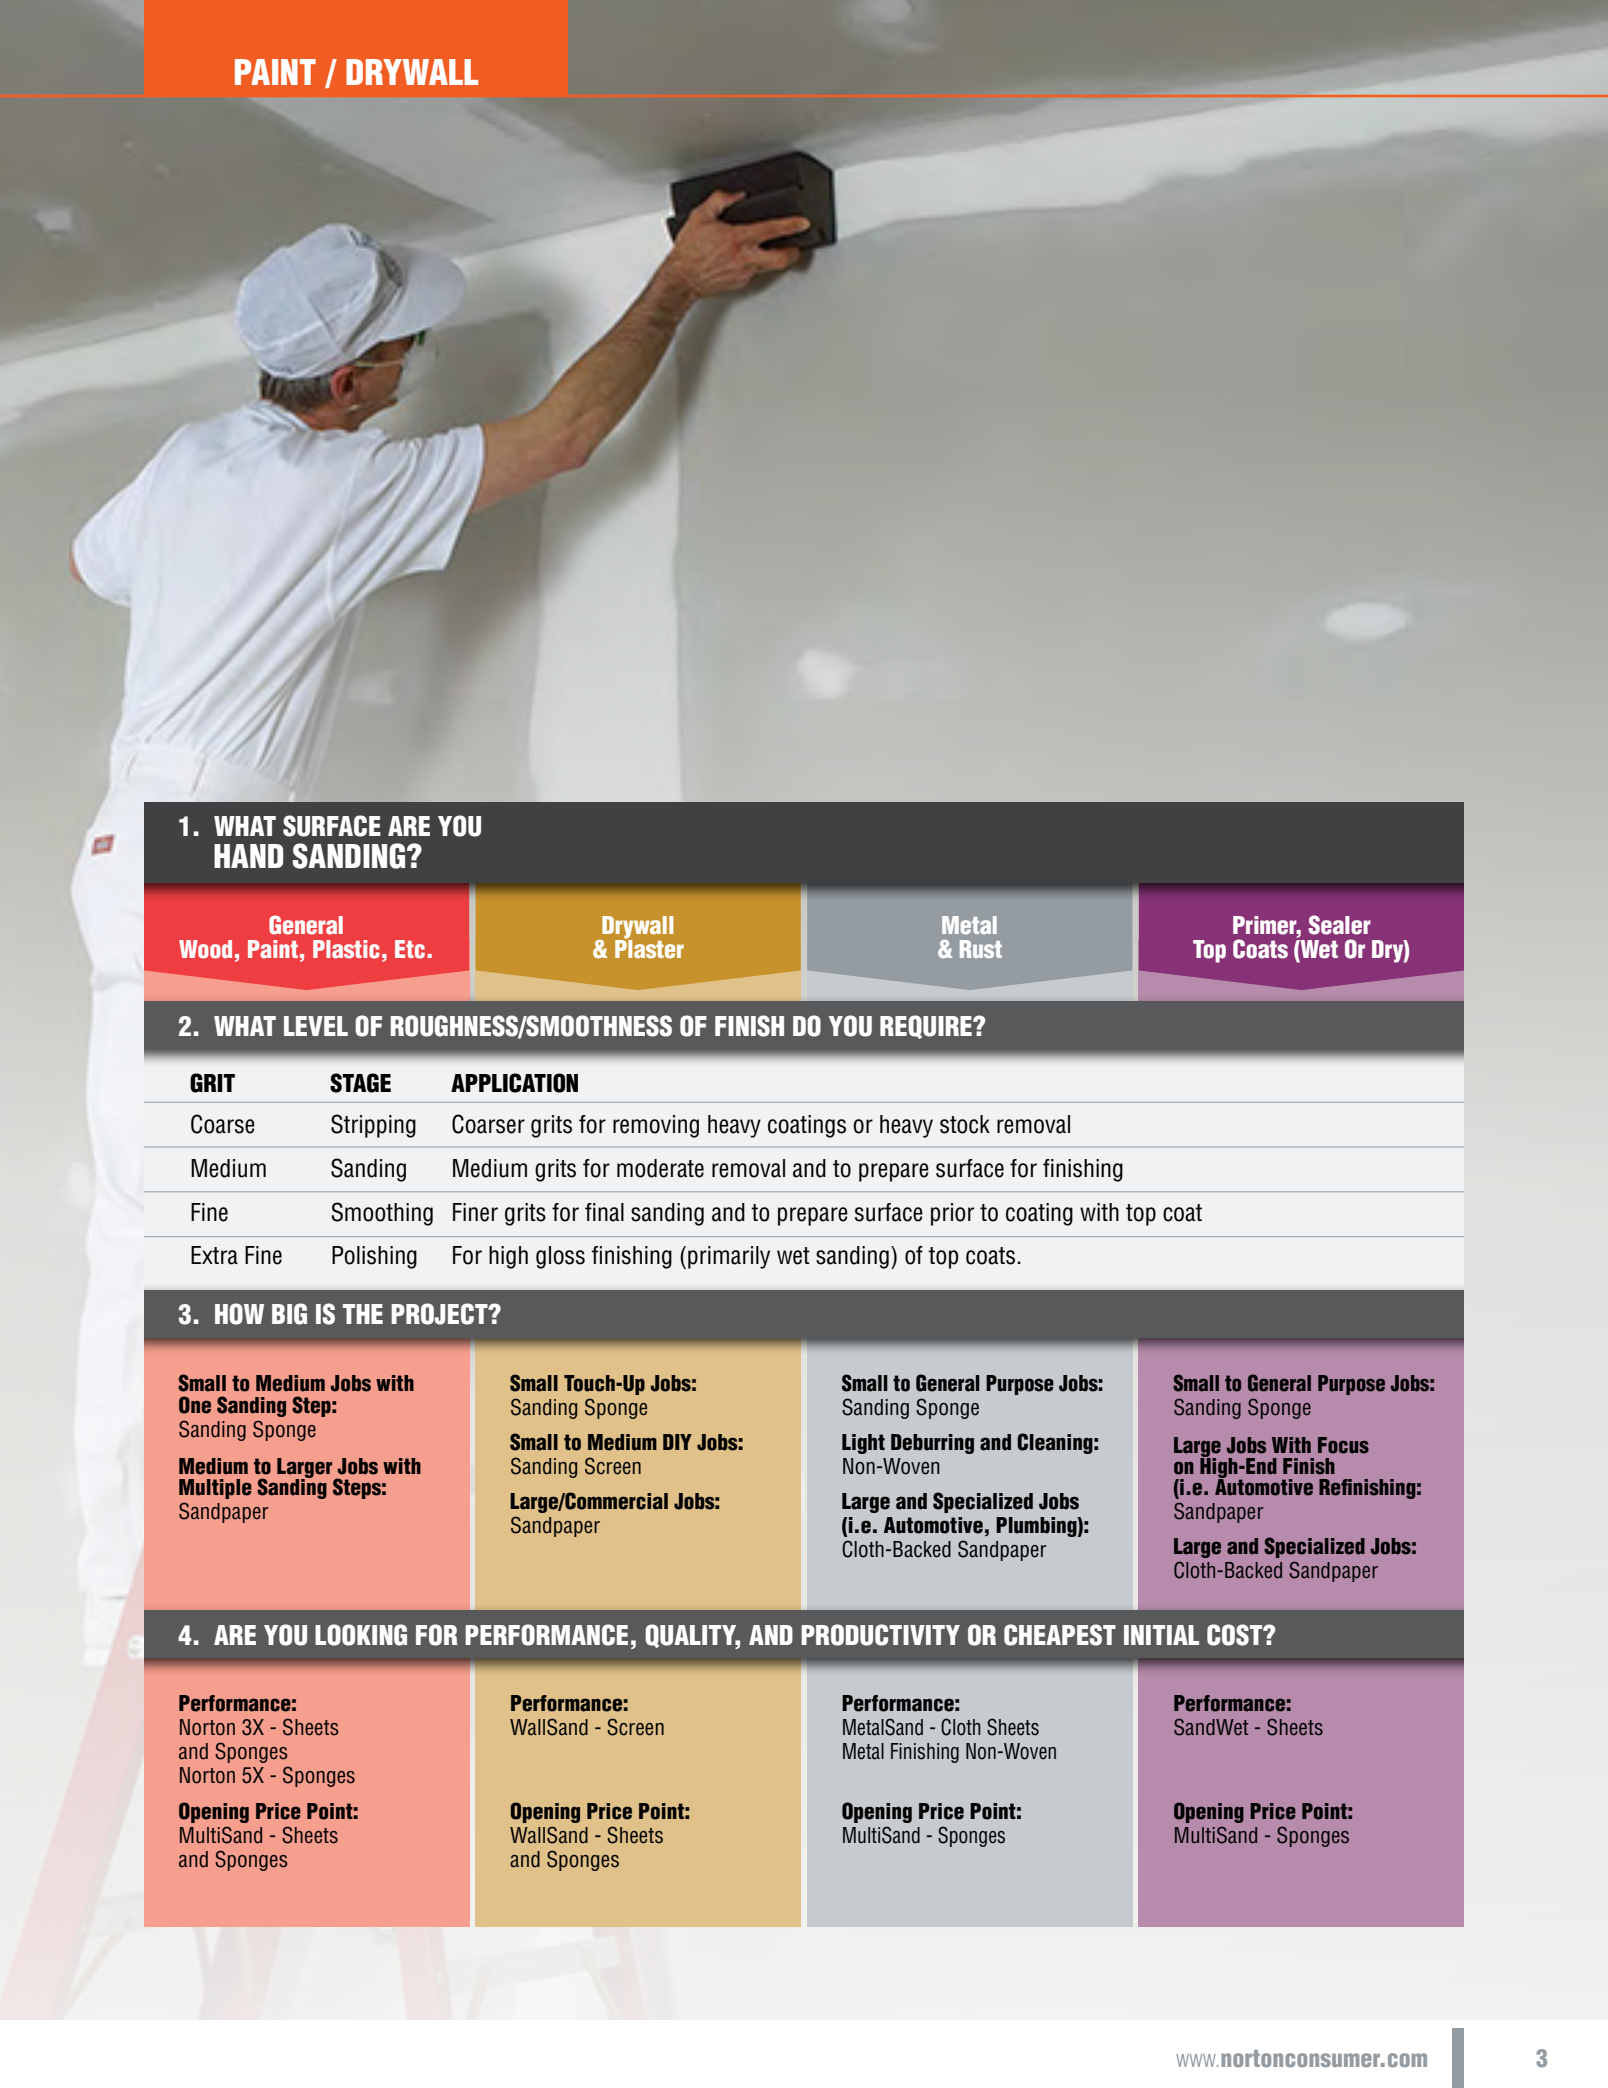 PAINT / DRYWALL
1. WHAT SURFACE ARE YOU
HAND SANDING?
General
Wood, Paint, Plastic, Etc.
Drywall
& Plaster
Metal
& Rust
Primer, Sealer
Top Coats (Wet Or Dry)
2. WHAT LEVEL OF ROUGHNESS/SMOOTHNESS OF FINISH DO YOU REQUIRE?
GRIT STAGE APPLICATION
Coarse Stripping Coarser grits for removing heavy coatings or heavy stock removal
Medium Sanding Medium grits for moderate removal and to prepare surface for finishing
Fine Smoothing Finer grits for final sanding and to prepare surface prior to coating with top coat
Extra Fine Polishing For high gloss finishing (primarily wet sanding) of top coats.
3. HOW BIG IS THE PROJECT?
Small to Medium Jobs with
One Sanding Step:
Sanding Sponge
Medium to Larger Jobs with
Multiple Sanding Steps:
Sandpaper
Small Touch-Up Jobs:
Sanding Sponge
Small to Medium DIY Jobs:
Sanding Screen
Large/Commercial Jobs:
Sandpaper
Small to General Purpose Jobs:
Sanding Sponge
Light Deburring and Cleaning:
Non-Woven
Large and Specialized Jobs
(i.e. Automotive, Plumbing):
Cloth-Backed Sandpaper
Small to General Purpose Jobs:
Sanding Sponge
Large Jobs With Focus
on High-End Finish
(i.e. Automotive Refinishing:
Sandpaper
Large and Specialized Jobs:
Cloth-Backed Sandpaper
4. ARE YOU LOOKING FOR PERFORMANCE, QUALITY, AND PRODUCTIVITY OR CHEAPEST INITIAL COST?
Performance:
Norton 3X - Sheets
and Sponges
Norton 5X - Sponges
Opening Price Point:
MultiSand - Sheets
and Sponges
Performance:
WallSand - Screen
Opening Price Point:
WallSand - Sheets
and Sponges
Performance:
MetalSand - Cloth Sheets
Metal Finishing Non-Woven
Opening Price Point:
MultiSand - Sponges
Performance:
SandWet - Sheets
Opening Price Point:
MultiSand - Sponges
www.nortonconsumer.com 3